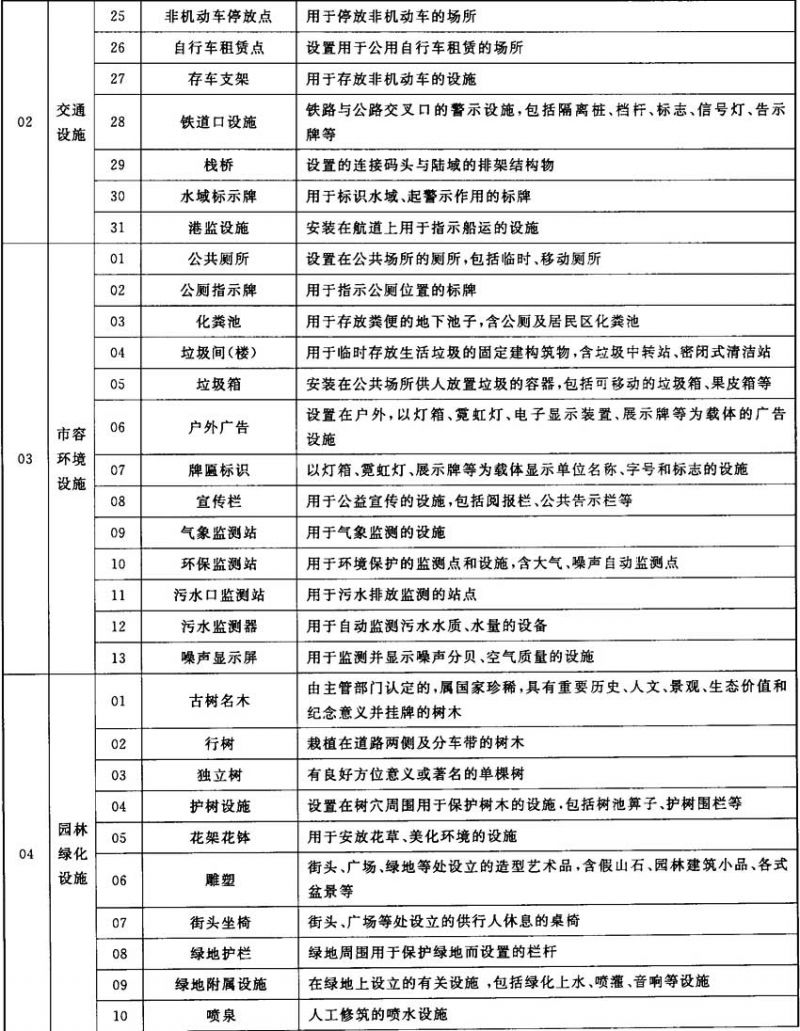 25 非机动车停放点 用于停放非机动车的场所
26 自行车租赁点 设置用于公用自行车租赁的场所
27 存车支架 用于存放非机动车的设施
02 交通设施 28 铁道口设施 铁路与公路交叉口的警示设施,包括隔离桩、档杆、标志、信号灯、告示
牌等
29 栈桥 设置的连接码头与陆域的排架结构物
30 水域标示牌 用于标识水域、起警示作用的标牌
31 港监设施 安装在航道上用于指示船运的设施
01 公共厕所 设置在公共场所的厕所,包括临时、移动厕所
02 公厕指示牌 用于指示公厕位置的标牌
03 化粪池 用于存放粪便的地下池子,含公厕及居民区化粪池
04 垃圾间(楼) 用于临时存放生活垃圾的固定建构筑物,含垃圾中转站、密闭式清洁站
05 垃圾箱 安装在公共场所供人放置垃圾的容器,包括可移动的垃圾箱、果皮箱等
06 户外广告 设置在户外,以灯箱、霓虹灯、电子显示装置、展示牌等为载体的广告
设施
03 市容环境设施 07 牌匾标识 以灯箱、霓虹灯、展示牌等为载体显示单位名称、字号和标志的设施
08 宣传栏 用于公益宣传的设施,包括阅报栏、公共告示栏等
09 气象监测站 用于气象监测的设施
10 环保监测站 用于环境保护的监测点和设施,含大气、噪声自动监测点
11 污水口监测站 用于污水排放监测的站点
12 污水监测器 用于自动监测污水水质、水量的设备
13 噪声显示屏 用于监测并显示噪声分贝、空气质量的设施
01 古树名木 由主管部门认定的,属国家珍稀,具有重要历史、人文、景观、生态价值和
纪念意义并挂牌的树木
02 行树 栽植在道路两侧及分车带的树木
03 独立树 有良好方位意义或著名的单棵树
04 护树设施 设置在树穴周围用于保护树木的设施,包括树池箅子、护树围栏等
05 花架花钵 用于安放花草、美化环境的设施
04 园林绿化设施 06 雕塑 街头、广场、绿地等处设立的造型艺术品,含假山石、园林建筑小品、各式
盆景等
07 街头坐椅 街头、广场等处设立的供行人休息的桌椅
08 绿地护栏 绿地周围用于保护绿地而设置的栏杆
09 绿地附属设施 在绿地上设立的有关设施,包括绿化上水、喷灌、音响等设施
10 喷泉 人工修筑的喷水设施